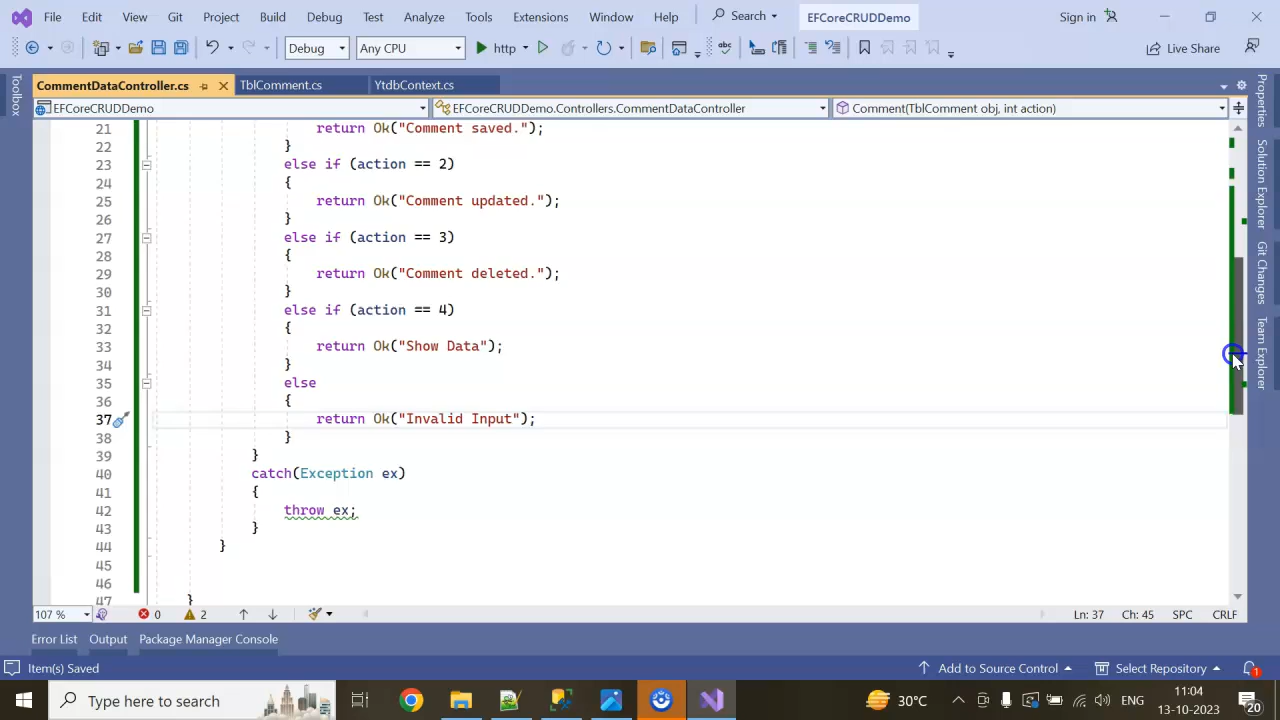 File Edit View Git Project Build Debug Test Analyze Tools Extensions Window Help Search EFCoreCRUDDemo Sign in
Debug Any CPU http Live Share
CommentDataController.cs TblComment.cs YtdbContext.cs
EFCoreCRUDDemo EFCoreCRUDDemo.Controllers.CommentDataController Comment(TblComment obj, int action)
Toolbox
Properties
Solution Explorer
Git Changes
Team Explorer
21 return Ok("Comment saved.");
22 }
23 else if (action == 2)
24 {
25 return Ok("Comment updated.");
26 }
27 else if (action == 3)
28 {
29 return Ok("Comment deleted.");
30 }
31 else if (action == 4)
32 {
33 return Ok("Show Data");
34 }
35 else
36 {
37 return Ok("Invalid Input");
38 }
39 }
40 catch(Exception ex)
41 {
42 throw ex;
43 }
44 }
45
46
47 }
107 % 0 2 Ln: 37 Ch: 45 SPC CRLF
Error List Output Package Manager Console
Item(s) Saved Add to Source Control Select Repository 1
Type here to search 30°C ENG 11:04
13-10-2023 20